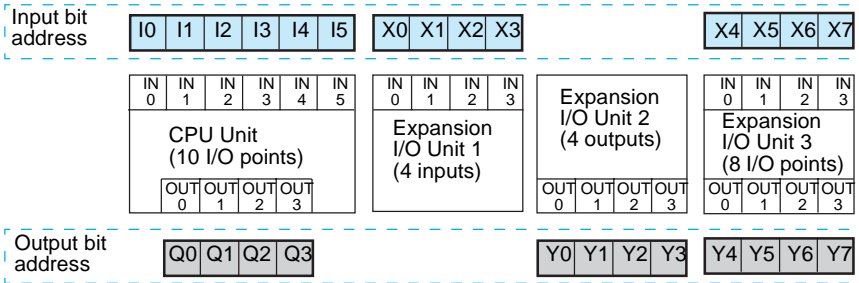 Input bit
address
I0 I1 I2 I3 I4 I5 X0 X1 X2 X3 X4 X5 X6 X7
IN IN IN IN IN IN IN IN IN IN IN IN IN IN
0 1 2 3 4 5 0 1 2 3 0 1 2 3
CPU Unit
(10 I/O points)
OUT OUT OUT OUT
0 1 2 3
Expansion
I/O Unit 1
(4 inputs)
Expansion
I/O Unit 2
(4 outputs)
OUT OUT OUT OUT
0 1 2 3
Expansion
I/O Unit 3
(8 I/O points)
OUT OUT OUT OUT
0 1 2 3
Output bit
address
Q0 Q1 Q2 Q3 Y0 Y1 Y2 Y3 Y4 Y5 Y6 Y7